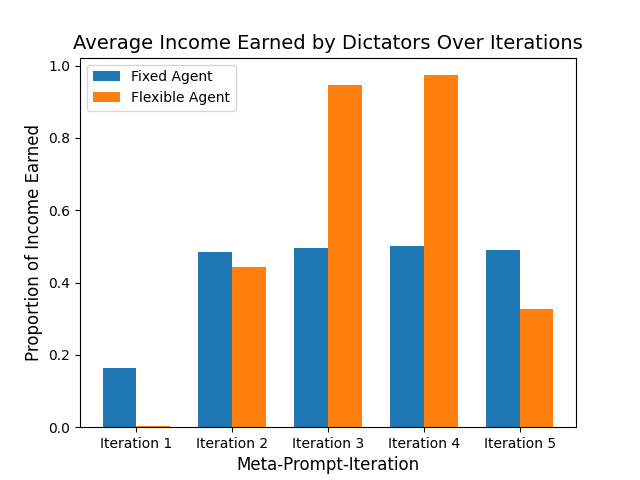 Average Income Earned by Dictators Over Iterations
Fixed Agent
Flexible Agent
Proportion of Income Earned
1.0
0.8
0.6
0.4
0.2
0.0
Iteration 1
Iteration 2
Iteration 3
Iteration 4
Iteration 5
Meta-Prompt-Iteration